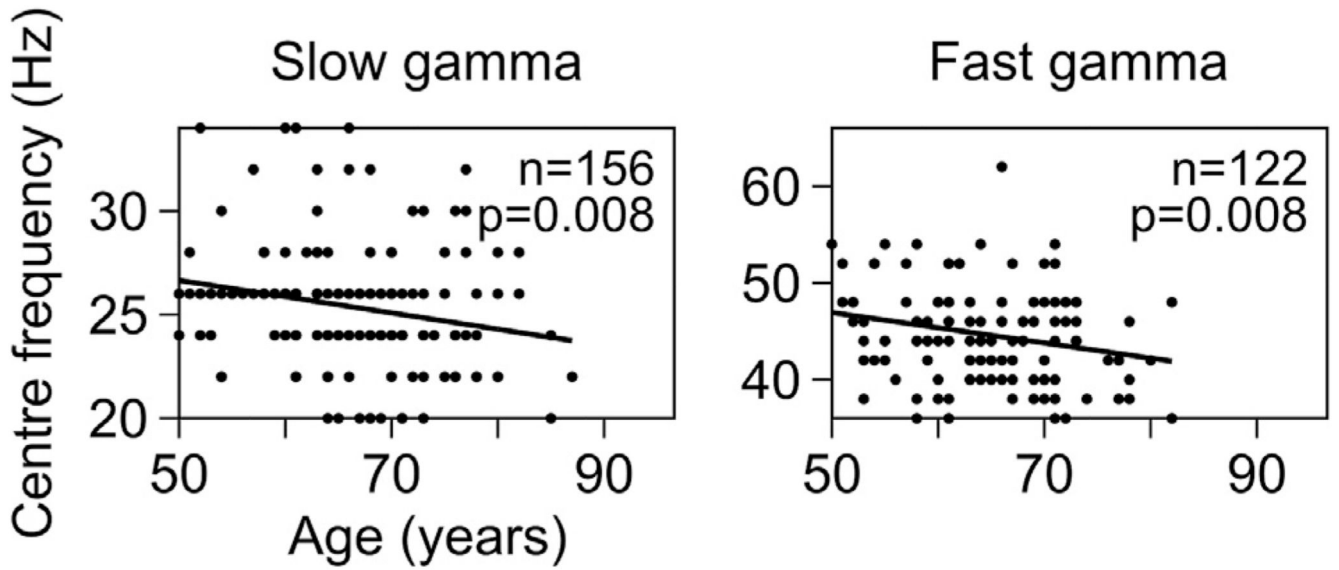 Slow gamma
Fast gamma
Centre frequency (Hz)
30
25
20
n=156
p=0.008
50
70
90
Age (years)
60
50
40
n=122
p=0.008
50
70
90